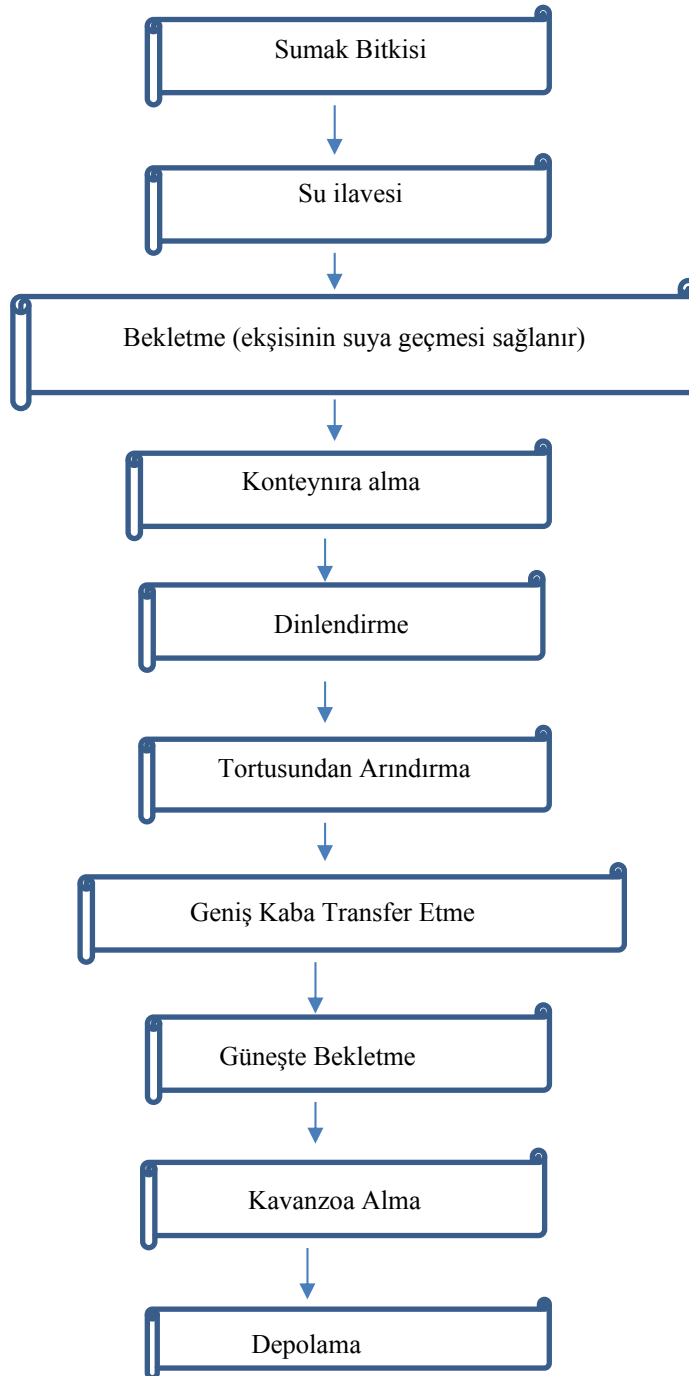 Sumak Bitkisi
Su ilavesi
Bekletme (ekşisinin suya geçmesi sağlanır)
Konteynıra alma
Dinlendirme
Tortusundan Arındırma
Geniş Kaba Transfer Etme
Güneşte Bekletme
Kavanzoa Alma
Depolama